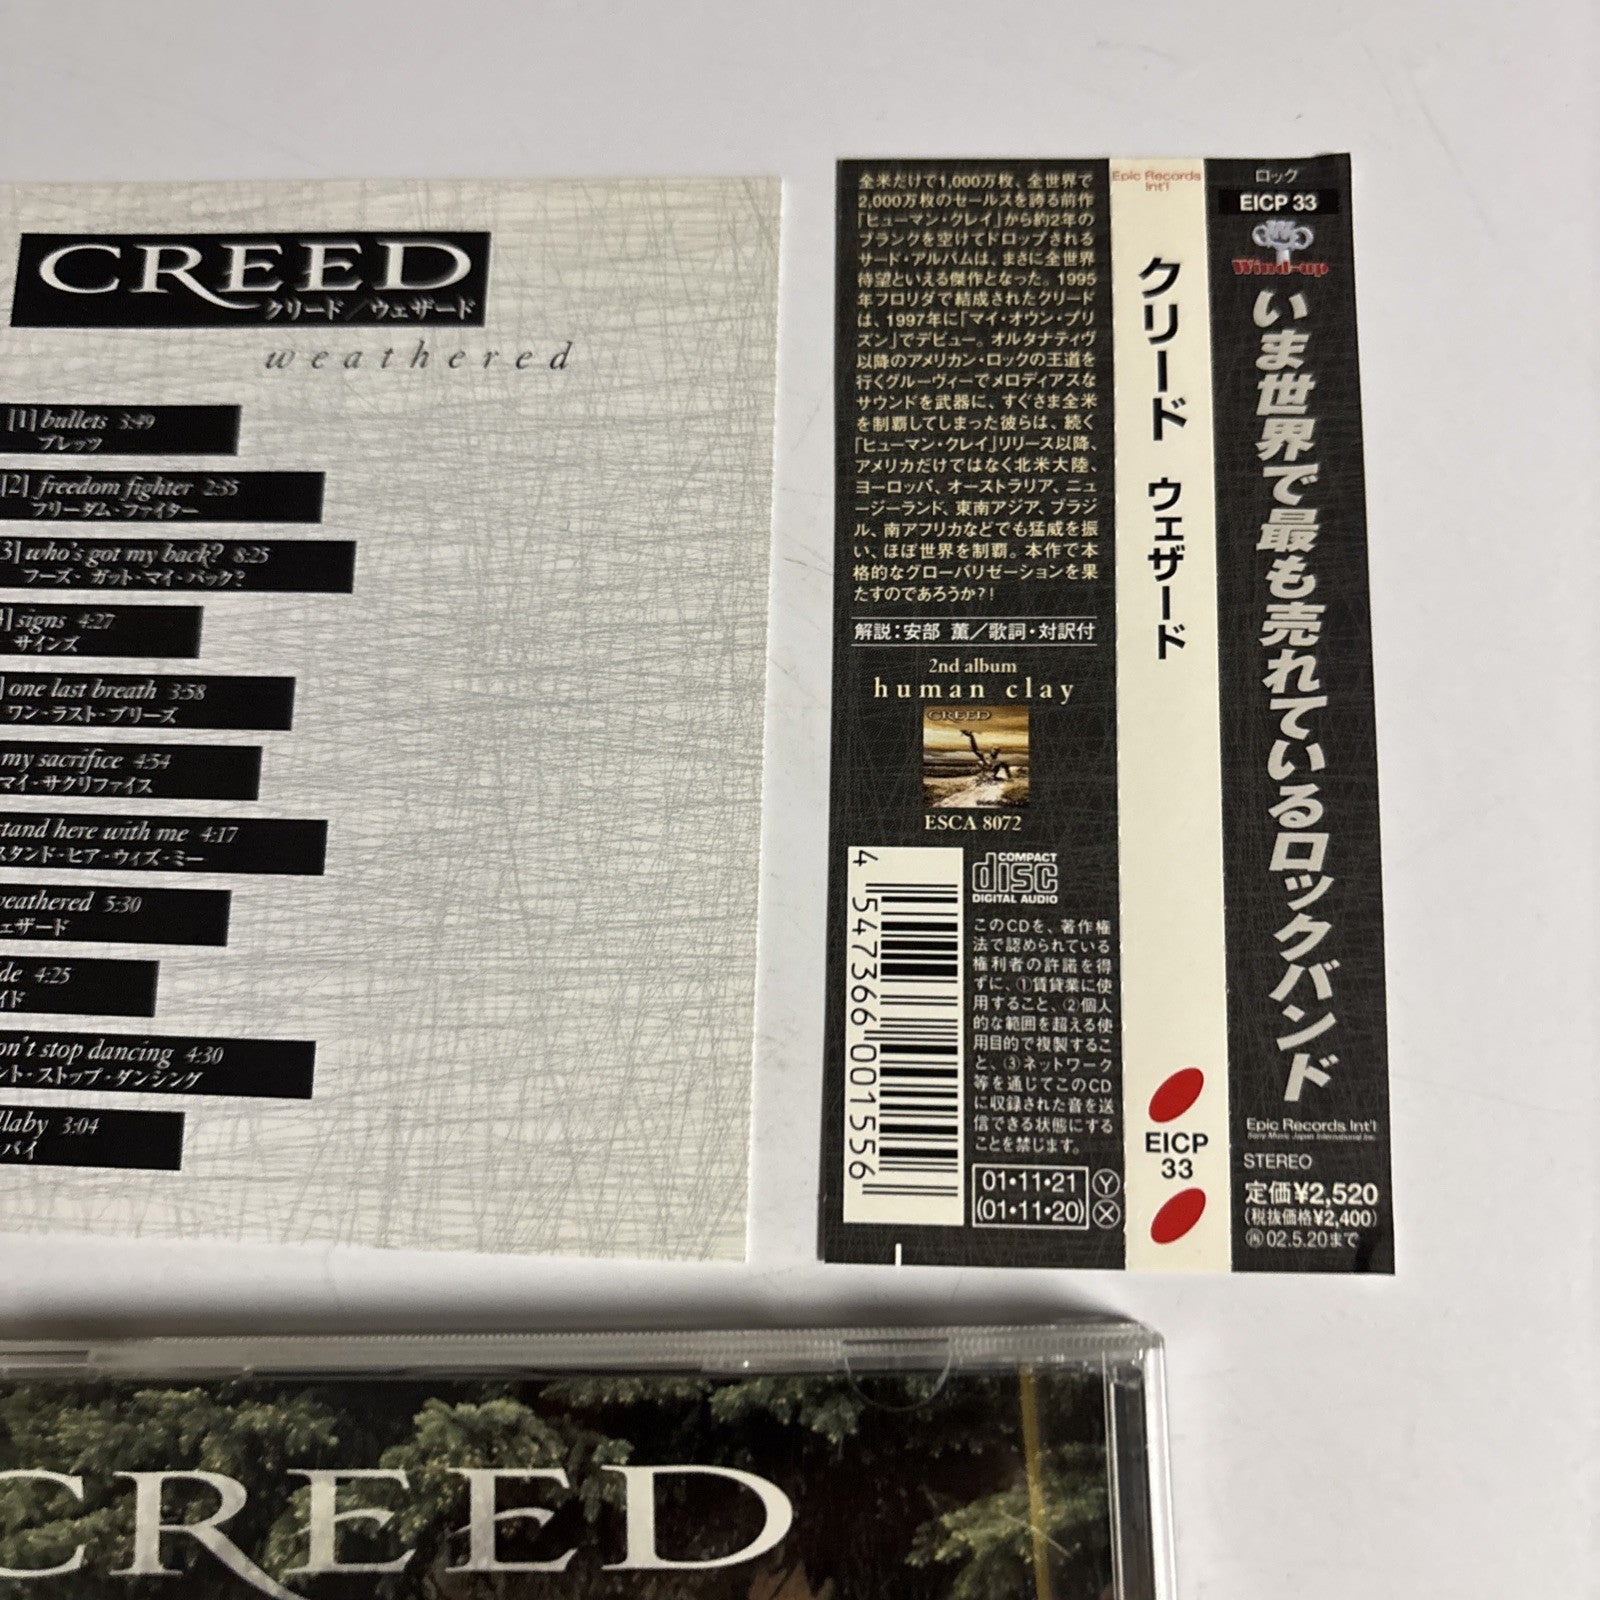 CREED
クリード／ウェザード
weathered
[1] bullets 3:49
ブレッツ
[2] freedom fighter 2:35
フリーダム・ファイター
3] who's got my back? 8:25
フーズ・ガット・マイ・バック?
4] signs 4:27
サインズ
] one last breath 3:58
ワン・ラスト・ブリーズ
my sacrifice 4:54
マイ・サクリファイス
stand here with me 4:17
スタンド・ヒア・ウィズ・ミー
weathered 5:30
ェザード
de 4:25
イド
on't stop dancing 4:30
ント・ストップ・ダンシング
llaby 3:04
バイ
全米だけで1,000万枚、全世界で
2,000万枚のセールスを誇る前作
「ヒューマン・クレイ」から約2年の
ブランクを空けてドロップされる
サード・アルバムは、まさに全世界
待望といえる傑作となった。1995
年フロリダで結成されたクリード
は、1997年に「マイ・オウン・プリ
ズン」でデビュー。オルタナティヴ
以降のアメリカン・ロックの王道を
行くグルーヴィーでメロディアスな
サウンドを武器に、すぐさま全米
を制覇してしまった彼らは、続く
「ヒューマン・クレイ」リリース以降、
アメリカだけではなく北米大陸、
ヨーロッパ、オーストラリア、ニュ
ージーランド、東南アジア、ブラジ
ル、南アフリカなどでも猛威を振
い、ほぼ世界を制覇。本作で本
格的なグローバリゼーションを果
たすのであろうか?!
解説：安部 薫／歌詞・対訳付
2nd album
human clay
CREED
ESCA 8072
4 547366 001556
COMPACT
disc
DIGITAL AUDIO
このCDを、著作権
法で認められている
権利者の許諾を得
ずに、①賃貸業に使
用すること、②個人
的な範囲を超える使
用目的で複製するこ
と、③ネットワーク
等を通じてこのCD
に収録された音を送
信できる状態にする
ことを禁じます。
01・11・21 Ⓨ
(01・11・20) Ⓧ
Epic Records
Int'l
クリード ウェザード
EICP
33
ロック
EICP 33
Wind-up
いま世界で最も売れているロックバンド
Epic Records Int'l
Sony Music Japan International Inc.
STEREO
定価¥2,520
(税抜価格¥2,400)
02.5.20まで
CREED